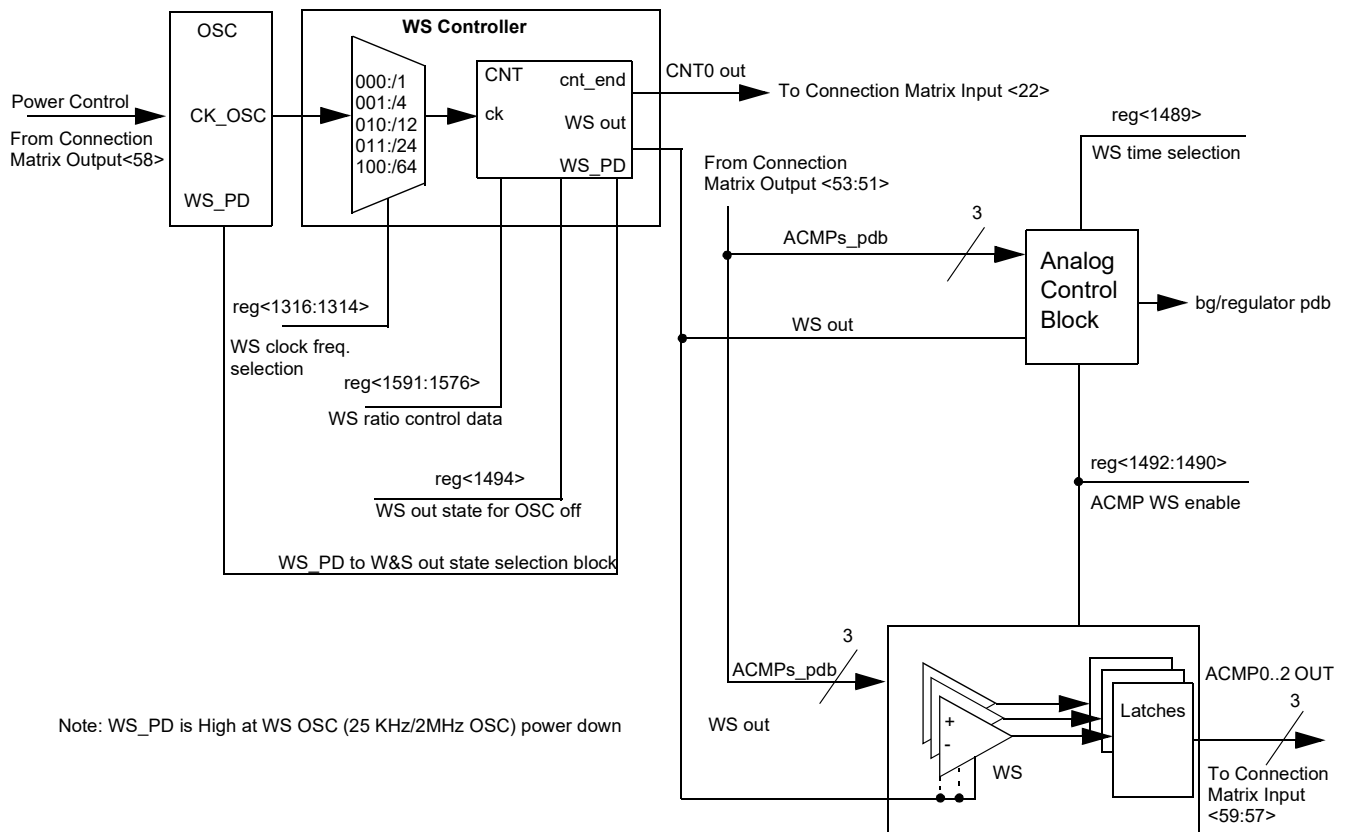 OSC
WS Controller
000:/1
001:/4
010:/12
011:/24
100:/64
CNT
cnt_end
ck
WS out
WS_PD
CNT0 out
To Connection Matrix Input <22>
Power Control
From Connection
Matrix Output<58>
CK_OSC
WS_PD
reg<1489>
WS time selection
From Connection
Matrix Output <53:51>
3
ACMPs_pdb
Analog
Control
Block
bg/regulator pdb
WS out
reg<1316:1314>
WS clock freq.
selection
reg<1591:1576>
WS ratio control data
reg<1494>
WS out state for OSC off
WS_PD to W&S out state selection block
reg<1492:1490>
ACMP WS enable
3
ACMPs_pdb
WS out
+
-
WS
Latches
ACMP0..2 OUT
3
To Connection
Matrix Input
<59:57>
Note: WS_PD is High at WS OSC (25 KHz/2MHz OSC) power down